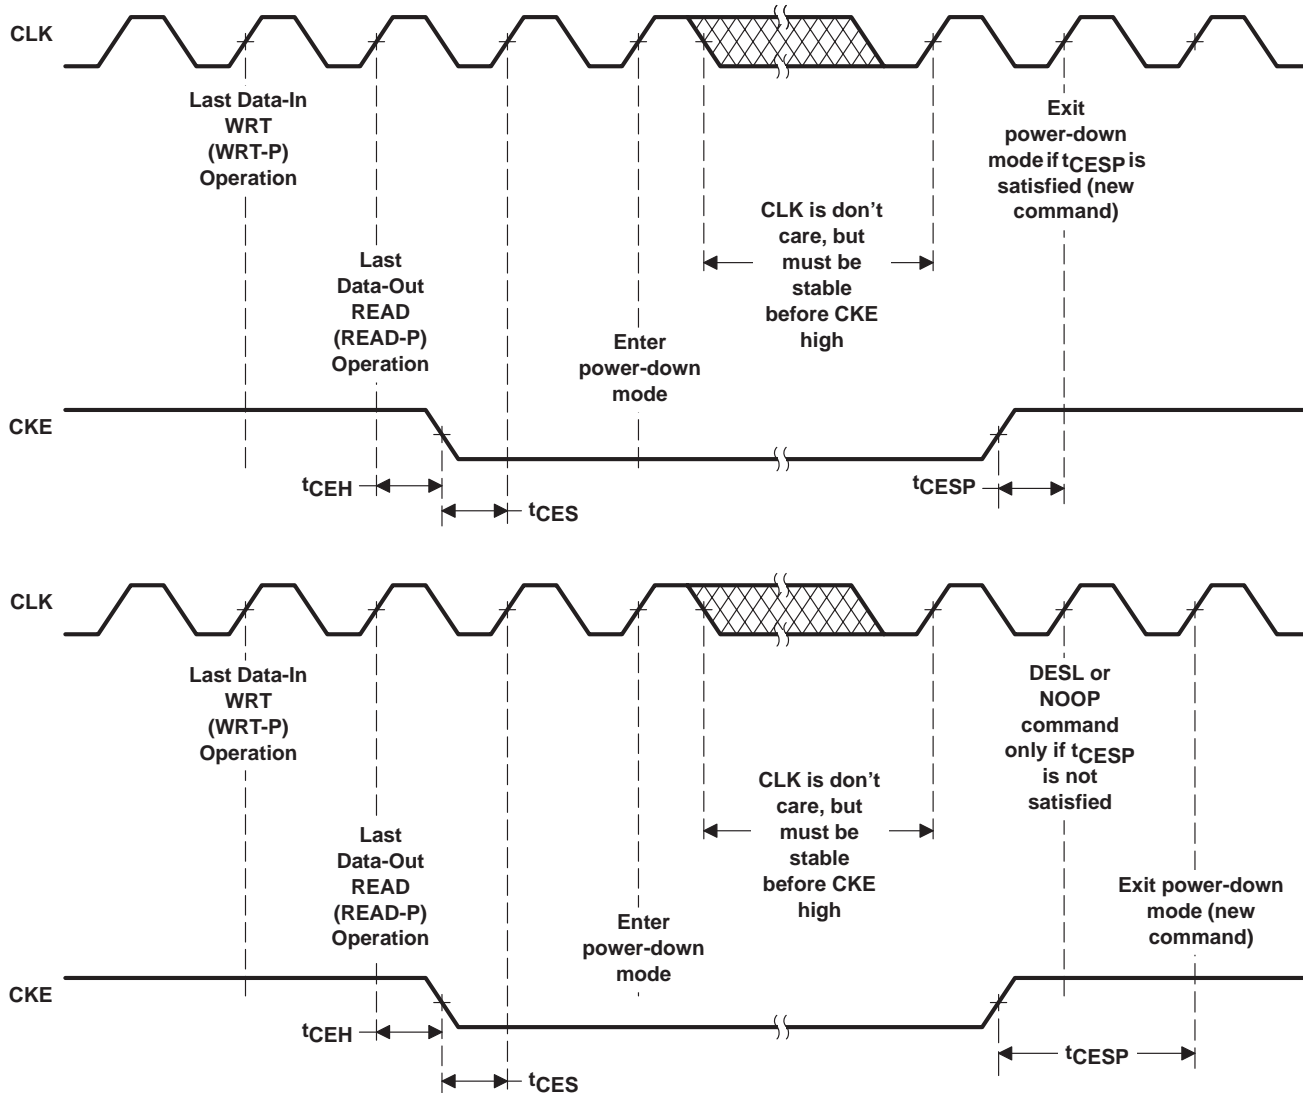 CLK
Last Data-In
WRT
(WRT-P)
Operation
Last
Data-Out
READ
(READ-P)
Operation
Enter
power-down
mode
CLK is don't
care, but
must be
stable
before CKE
high
Exit
power-down
mode if tCESP is
satisfied (new
command)
CKE
tCEH
tCES
tCESP
CLK
Last Data-In
WRT
(WRT-P)
Operation
Last
Data-Out
READ
(READ-P)
Operation
Enter
power-down
mode
CLK is don't
care, but
must be
stable
before CKE
high
DESL or
NOOP
command
only if tCESP
is not
satisfied
Exit power-down
mode (new
command)
CKE
tCEH
tCES
tCESP